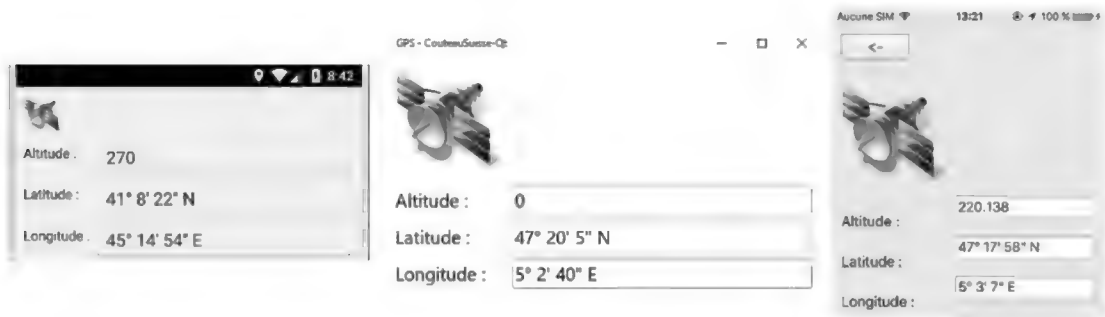 8:42
Altitude :
270
Latitude :
41° 8' 22" N
Longitude :
45° 14' 54" E
GPS - CouteauSuisse-Qt
Altitude :
0
Latitude :
47° 20' 5" N
Longitude :
5° 2' 40" E
Aucune SIM 13:21 100 %
<-
220.138
Altitude :
47° 17' 58" N
Latitude :
5° 3' 7" E
Longitude :